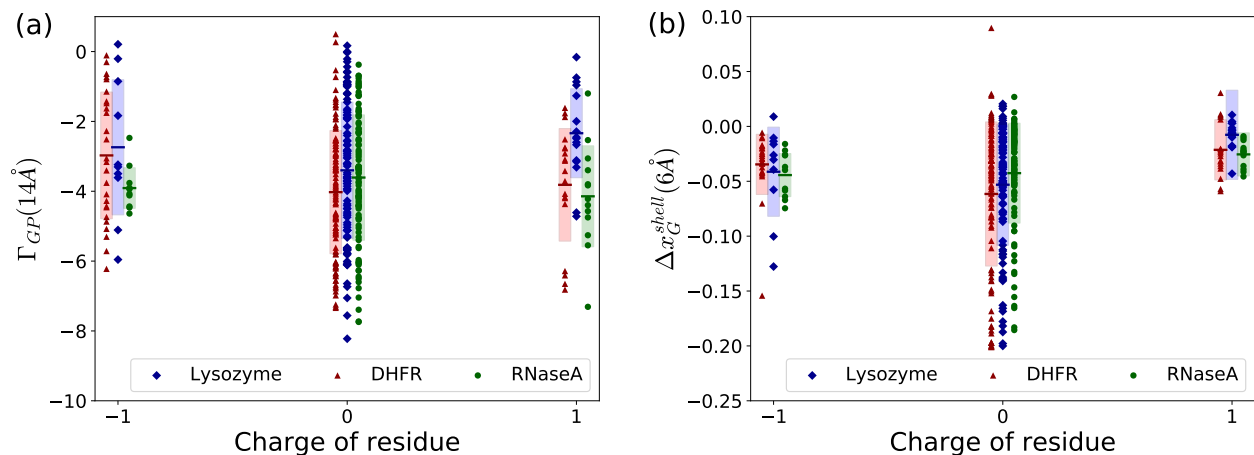 (a)
Γ_GP(14Å)
0
−2
−4
−6
−8
−10
−1
0
1
Charge of residue
Lysozyme DHFR RNaseA
(b)
Δx_G^shell(6Å)
0.10
0.05
0.00
−0.05
−0.10
−0.15
−0.20
−0.25
−1
0
1
Charge of residue
Lysozyme DHFR RNaseA